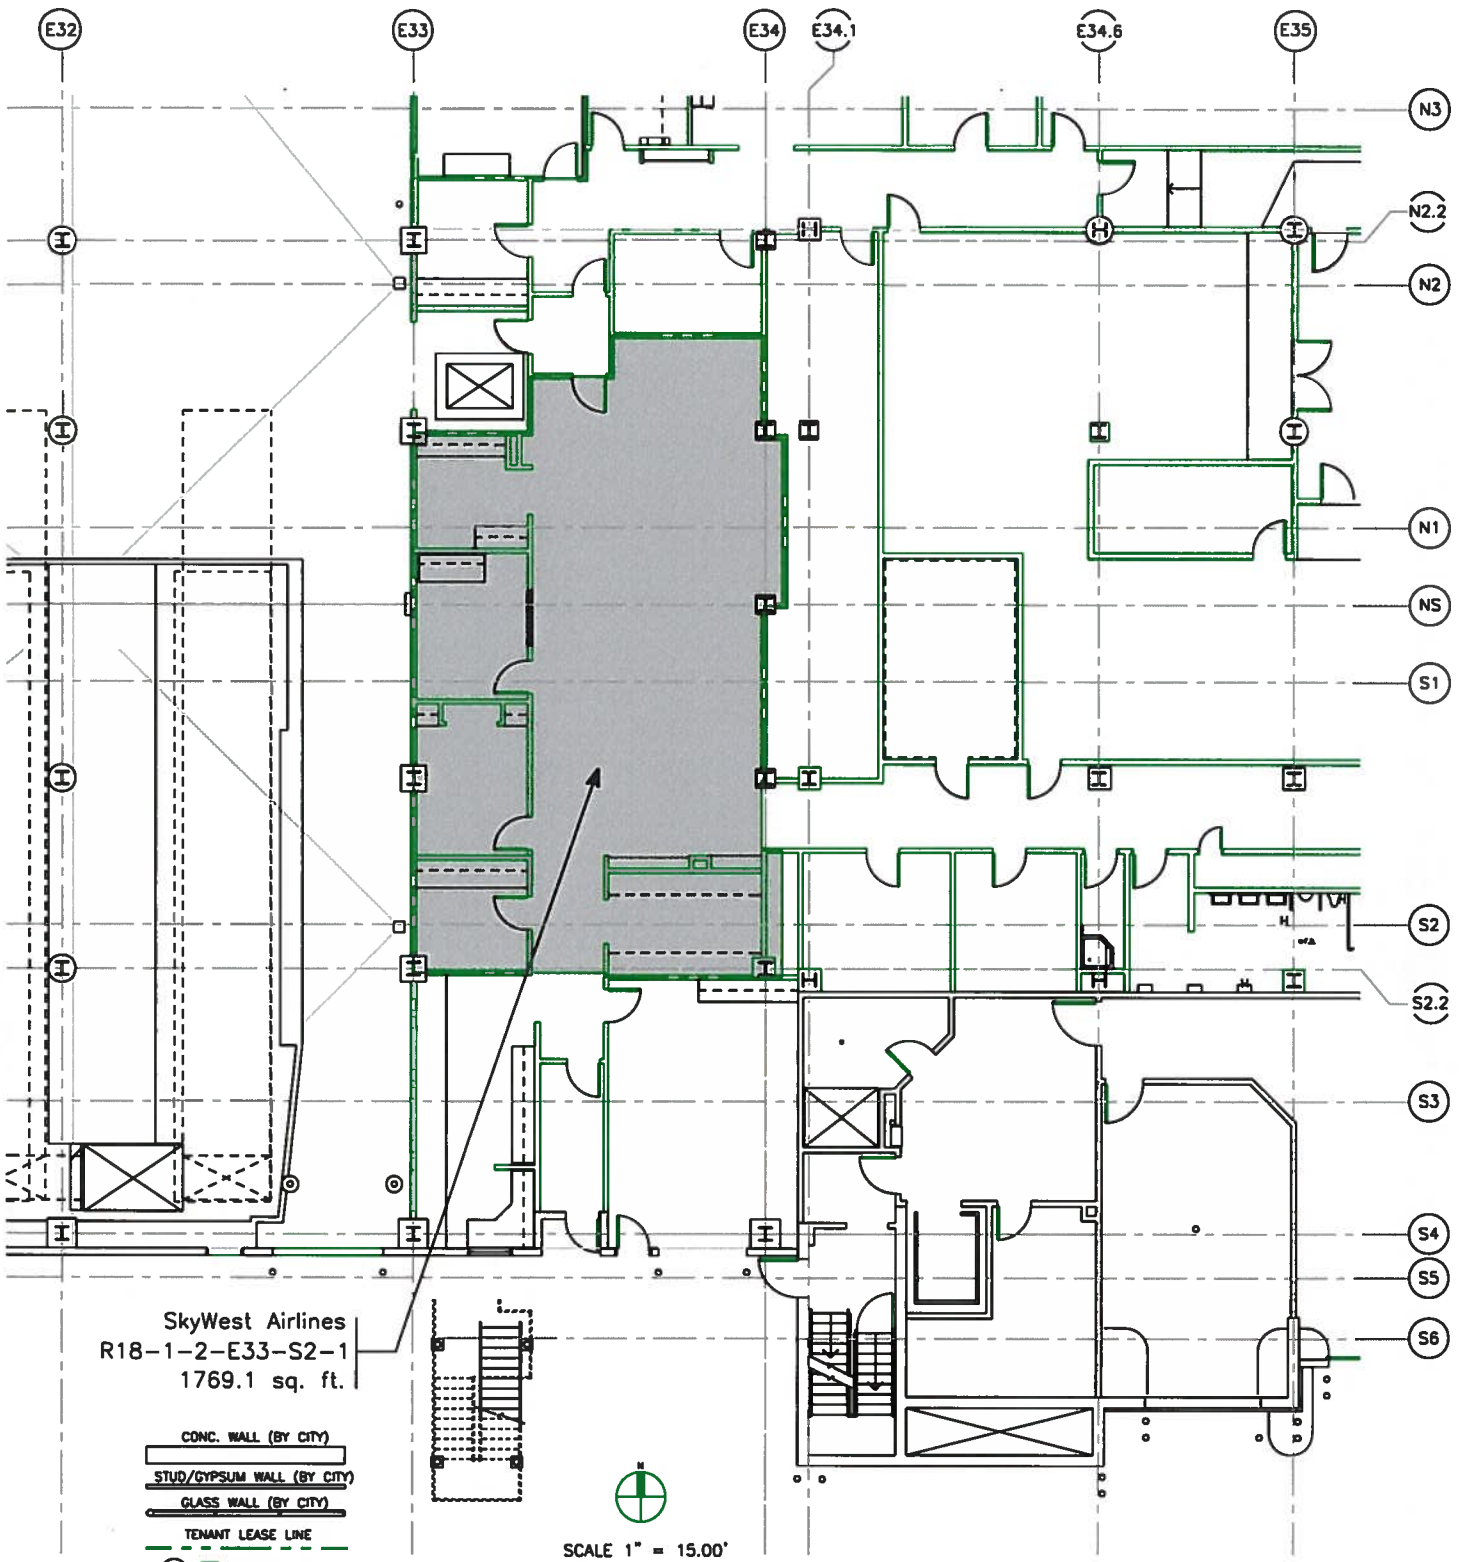 E32 E33 E34 E34.1 E34.6 E35
N3
N2.2
N2
N1
NS
S1
S2
S2.2
S3
S4
S5
S6
SkyWest Airlines
R18-1-2-E33-S2-1
1769.1 sq. ft.
CONC. WALL (BY CITY)
STUD/GYPSUM WALL (BY CITY)
GLASS WALL (BY CITY)
TENANT LEASE LINE
N
SCALE 1" = 15.00'